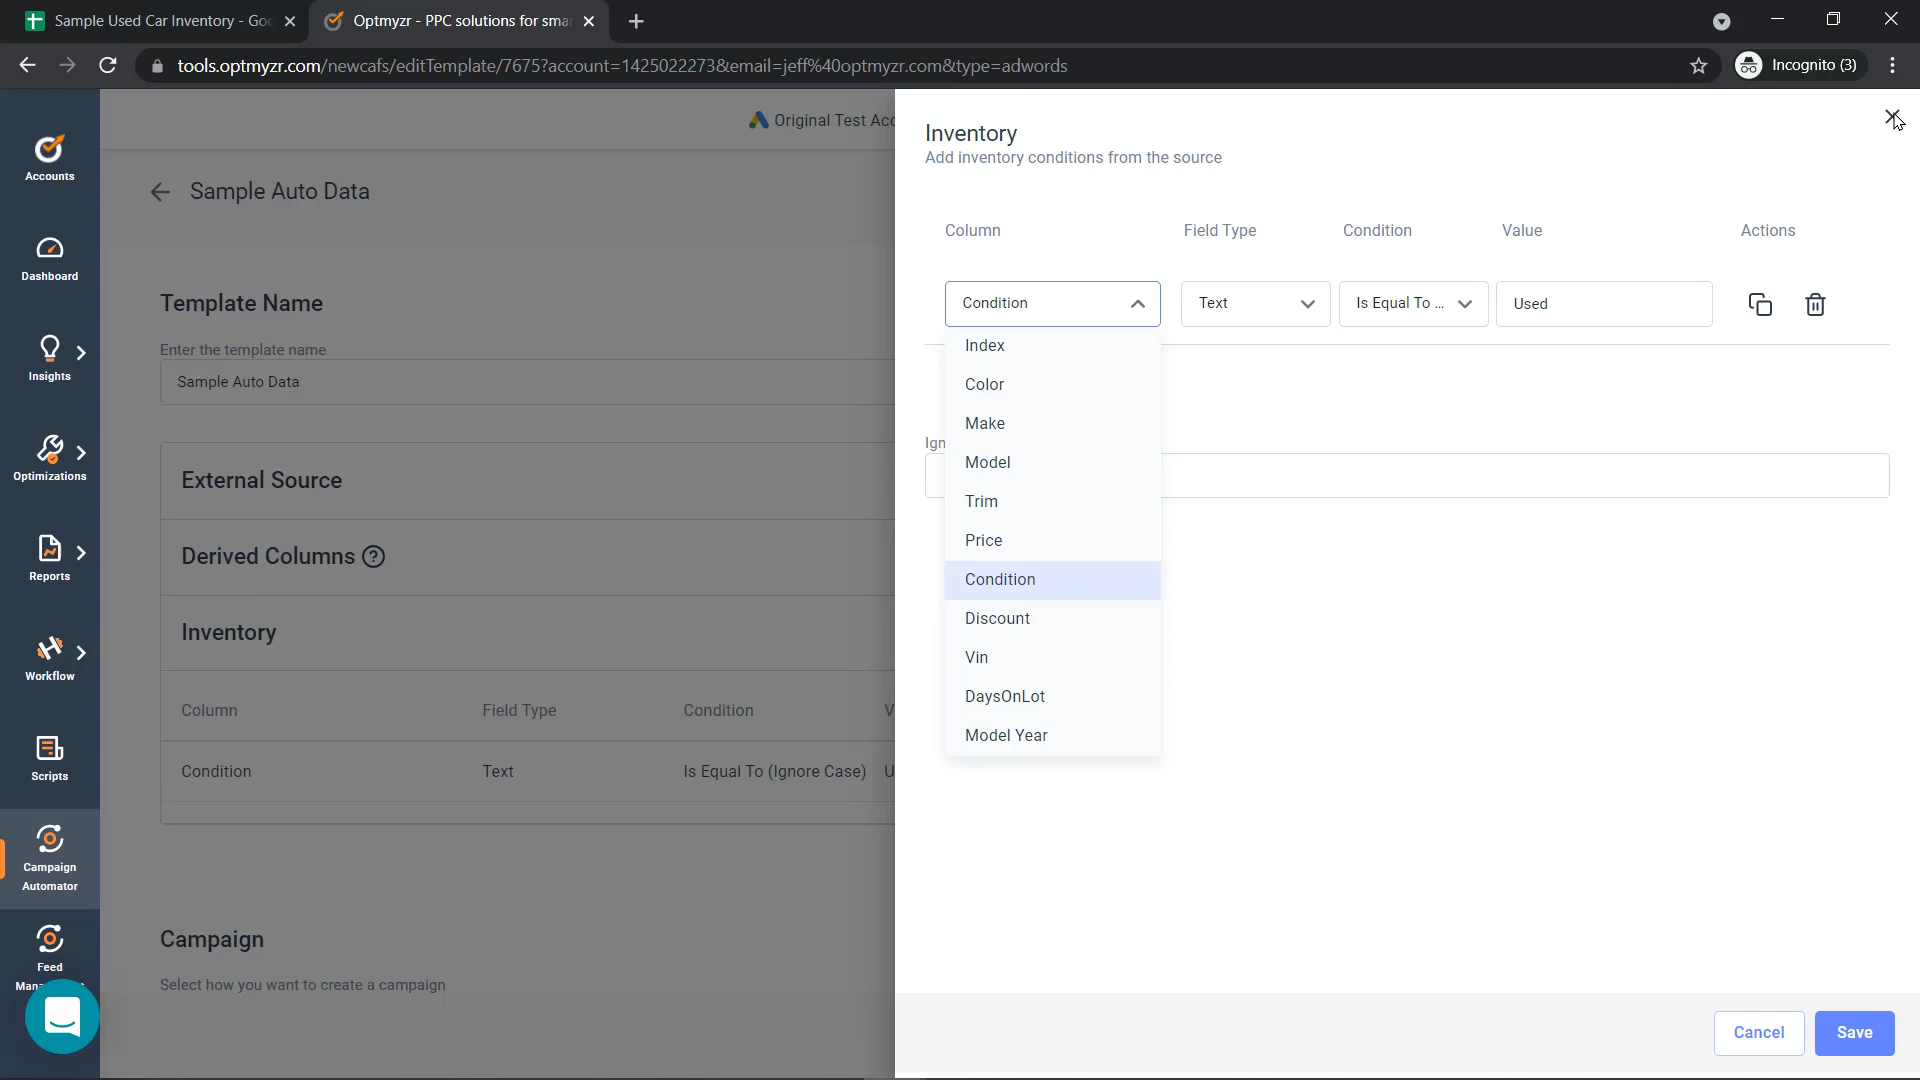 Sample Used Car Inventory - Goo
Optmyzr - PPC solutions for sma
tools.optmyzr.com/newcafs/editTemplate/7675?account=1425022273&email=jeff%40optmyzr.com&type=adwords
Incognito (3)
Accounts
Dashboard
Insights
Optimizations
Reports
Workflow
Scripts
Campaign
Automator
Feed
Original Test Acc
Sample Auto Data
Template Name
Enter the template name
Sample Auto Data
External Source
Derived Columns ?
Inventory
Column Field Type Condition V
Condition Text Is Equal To (Ignore Case) U
Campaign
Select how you want to create a campaign
Inventory
Add inventory conditions from the source
Column Field Type Condition Value Actions
Condition Text Is Equal To ... Used
Index
Color
Make
Model
Trim
Price
Condition
Discount
Vin
DaysOnLot
Model Year
Ign
Cancel Save